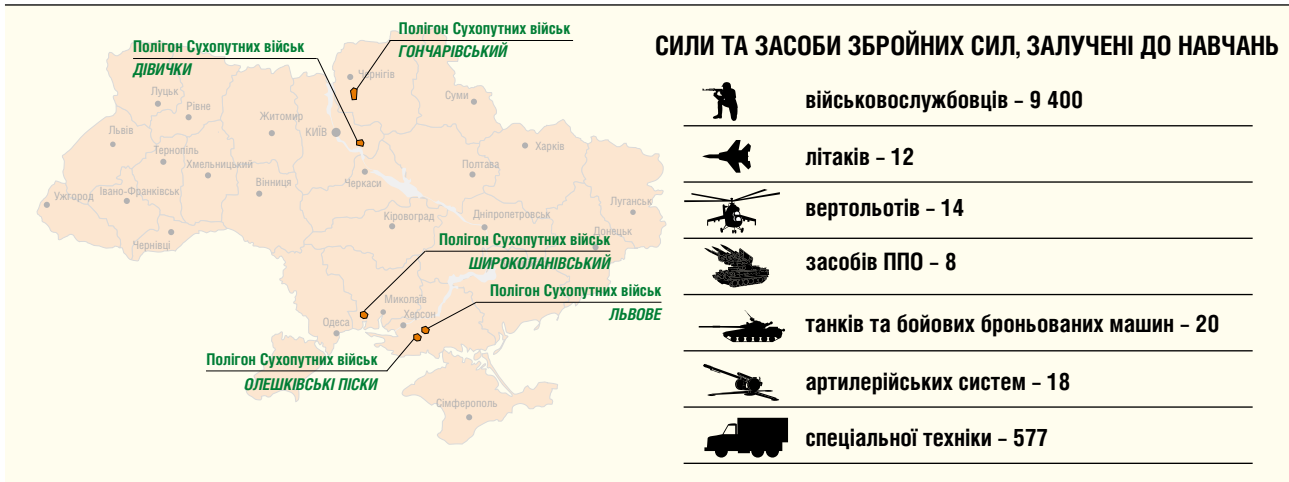 Полігон Сухопутних військ
ГОНЧАРІВСЬКИЙ
Полігон Сухопутних військ
ДІВИЧКИ
Чернігів
Луцьк
Рівне
Суми
Житомир
КИЇВ
Львів
Тернопіль
Хмельницький
Харків
Полтава
Вінниця
Черкаси
Ужгород
Івано-Франківськ
Чернівці
Кіровоград
Дніпропетровськ
Луганськ
Донецьк
Полігон Сухопутних військ
ШИРОКОЛАНІВСЬКИЙ
Полігон Сухопутних військ
ЛЬВОВЕ
Миколаїв
Херсон
Одеса
Полігон Сухопутних військ
ОЛЕШКІВСЬКІ ПІСКИ
Сімферополь
СИЛИ ТА ЗАСОБИ ЗБРОЙНИХ СИЛ, ЗАЛУЧЕНІ ДО НАВЧАНЬ
військовослужбовців – 9 400
літаків – 12
вертольотів – 14
засобів ППО – 8
танків та бойових броньованих машин – 20
артилерійських систем – 18
спеціальної техніки – 577